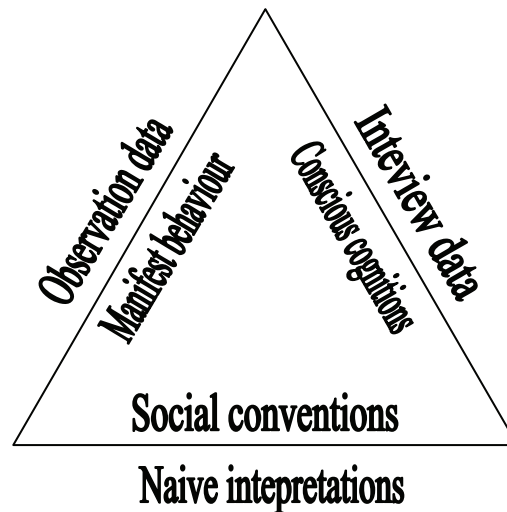 Observation data
Manifest behaviour
Conscious cognitions
Inteview data
Social conventions
Naive intepretations